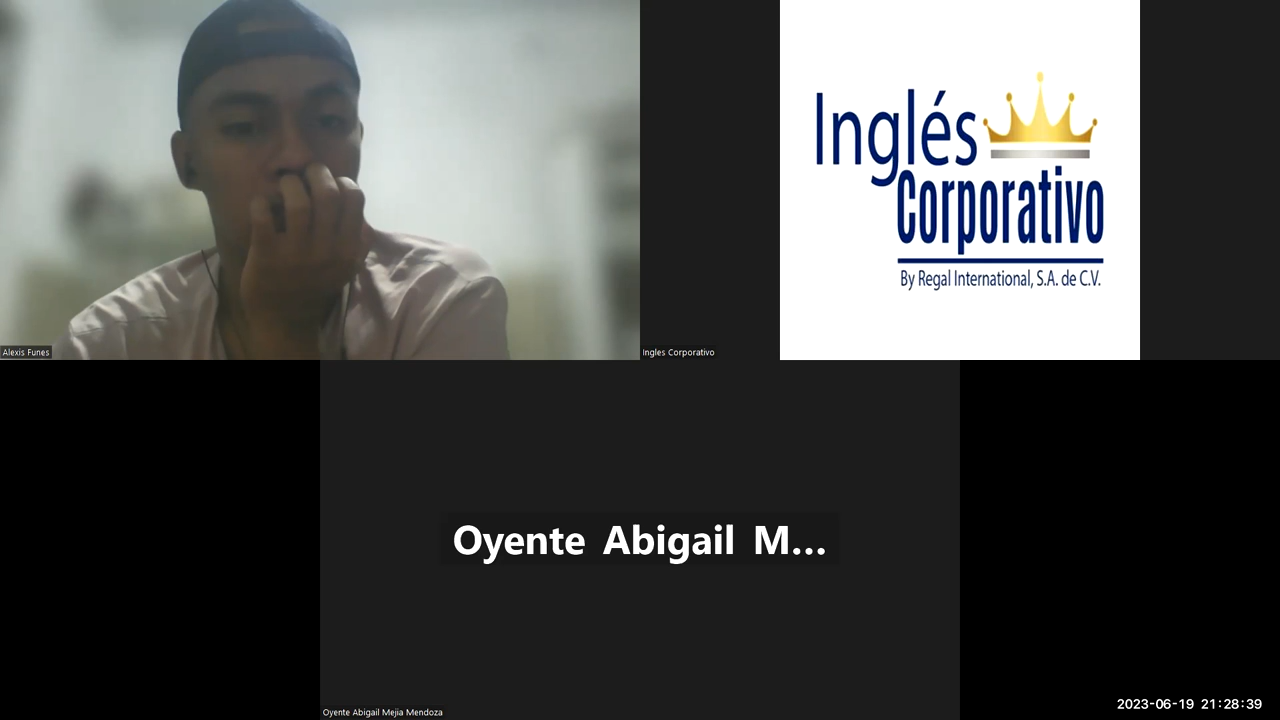 Inglés
Corporativo
By Regal International, S.A. de C.V.
Alexis Funes
Ingles Corporativo
Oyente Abigail M...
Oyente Abigail Mejia Mendoza
2023-06-19 21:28:39